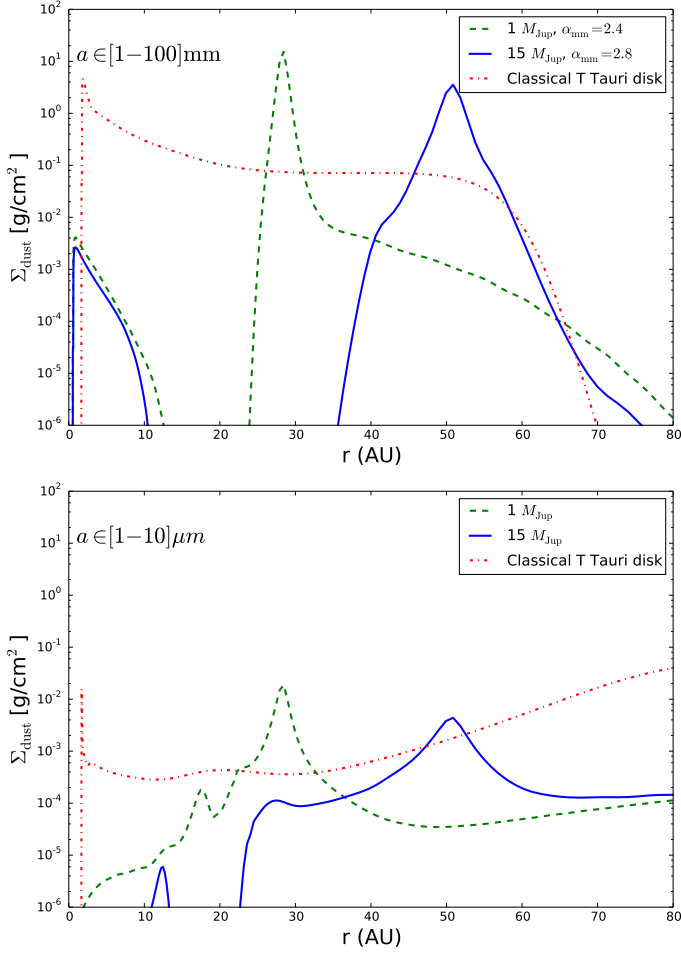 10²
10¹
10⁰
10⁻¹
10⁻²
10⁻³
10⁻⁴
10⁻⁵
10⁻⁶
Σ_dust [g/cm²]
a∈[1−100]mm
1 M_Jup, α_mm=2.4
15 M_Jup, α_mm=2.8
Classical T Tauri disk
0 10 20 30 40 50 60 70 80
r (AU)
10²
10¹
10⁰
10⁻¹
10⁻²
10⁻³
10⁻⁴
10⁻⁵
10⁻⁶
Σ_dust [g/cm²]
a∈[1−10]μm
1 M_Jup
15 M_Jup
Classical T Tauri disk
0 10 20 30 40 50 60 70 80
r (AU)